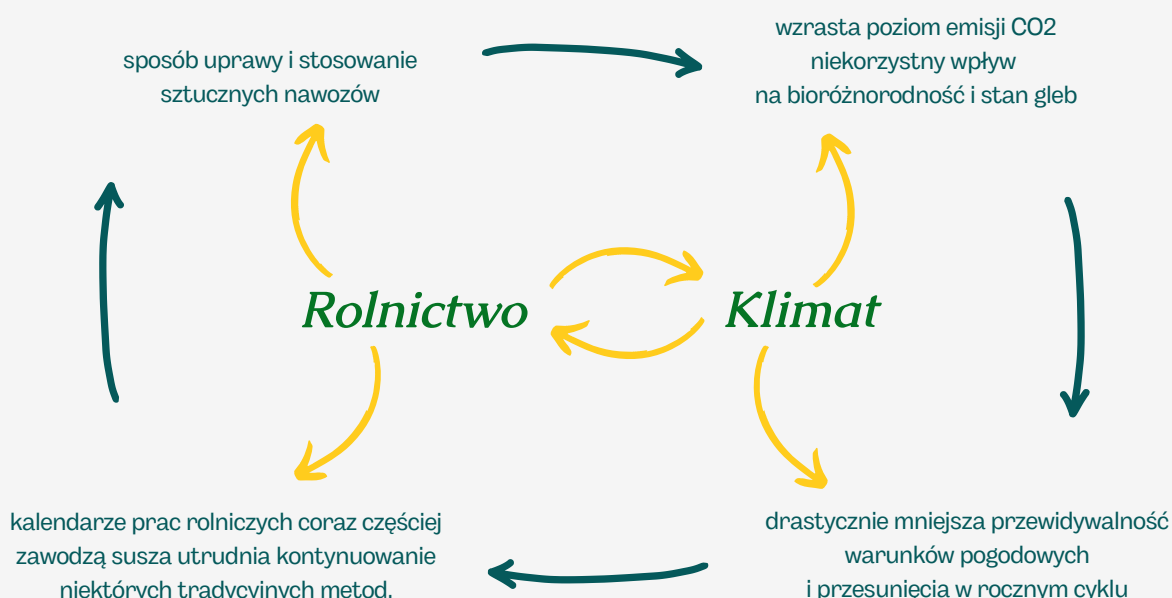 sposób uprawy i stosowanie
sztucznych nawozów
wzrasta poziom emisji CO2
niekorzystny wpływ
na bioróżnorodność i stan gleb
Rolnictwo
Klimat
kalendarze prac rolniczych coraz częściej
zawodzą susza utrudnia kontynuowanie
niektórych tradycyjnych metod.
drastycznie mniejsza przewidywalność
warunków pogodowych
i przesunięcia w rocznym cyklu